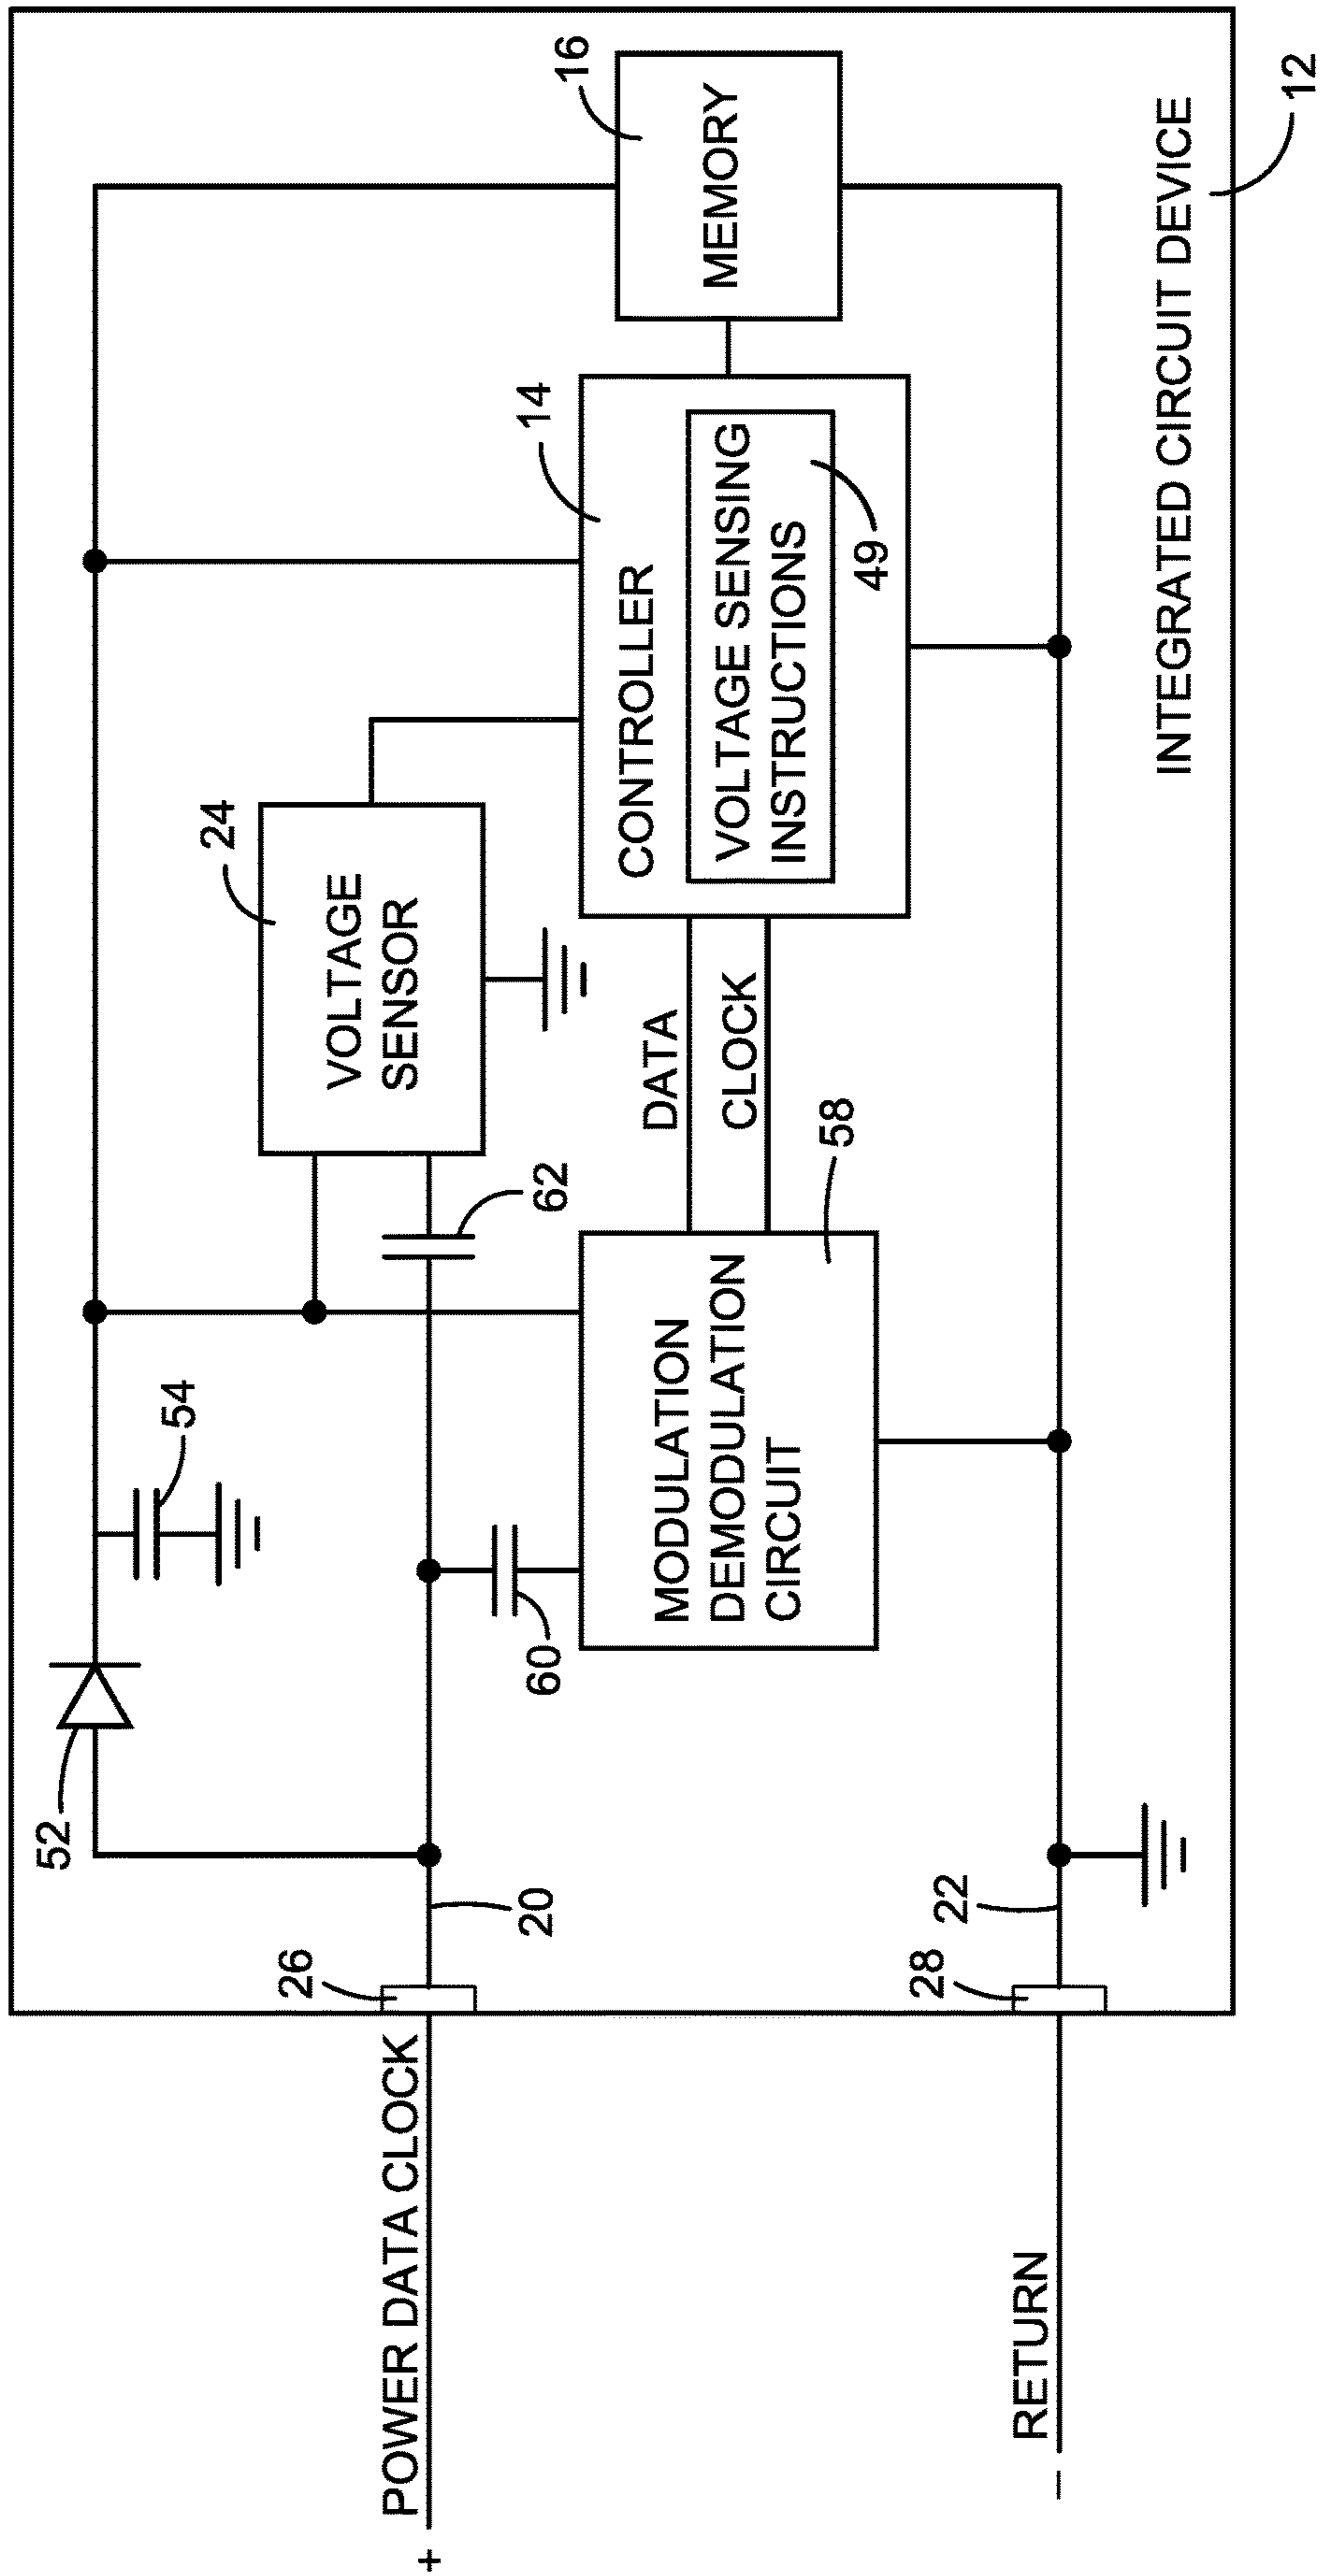 52
54
24
VOLTAGE
SENSOR
14
16
26
POWER DATA CLOCK
+
20
60
62
MODULATION
DEMODULATION
CIRCUIT
58
DATA
CLOCK
CONTROLLER
VOLTAGE SENSING
INSTRUCTIONS
49
MEMORY
28
22
RETURN
–
INTEGRATED CIRCUIT DEVICE
12